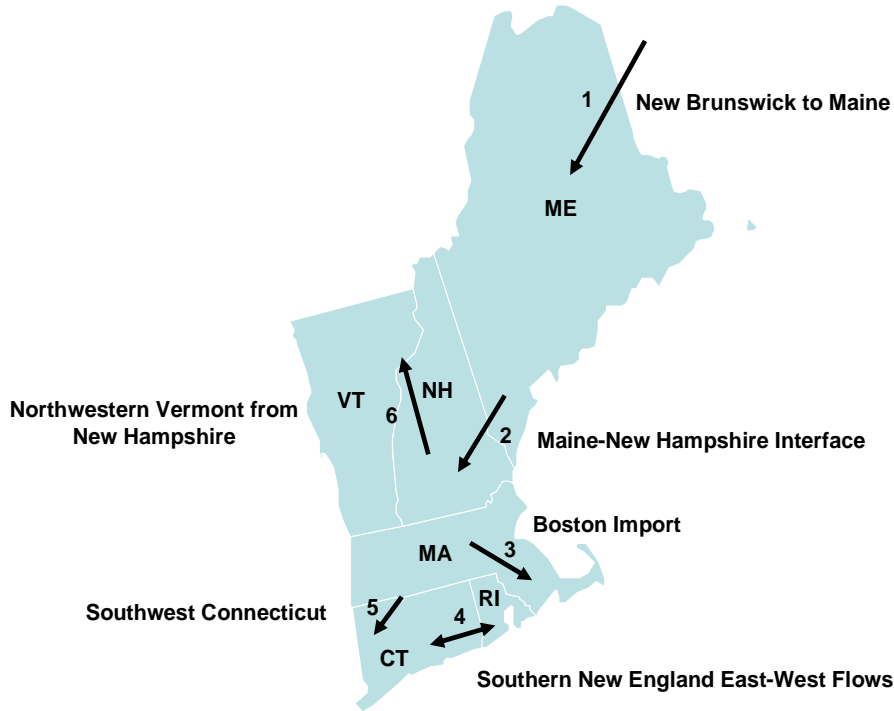 1
New Brunswick to Maine
ME
VT
NH
6
2
Northwestern Vermont from
New Hampshire
Maine-New Hampshire Interface
Boston Import
MA
3
Southwest Connecticut
5
4
RI
CT
Southern New England East-West Flows